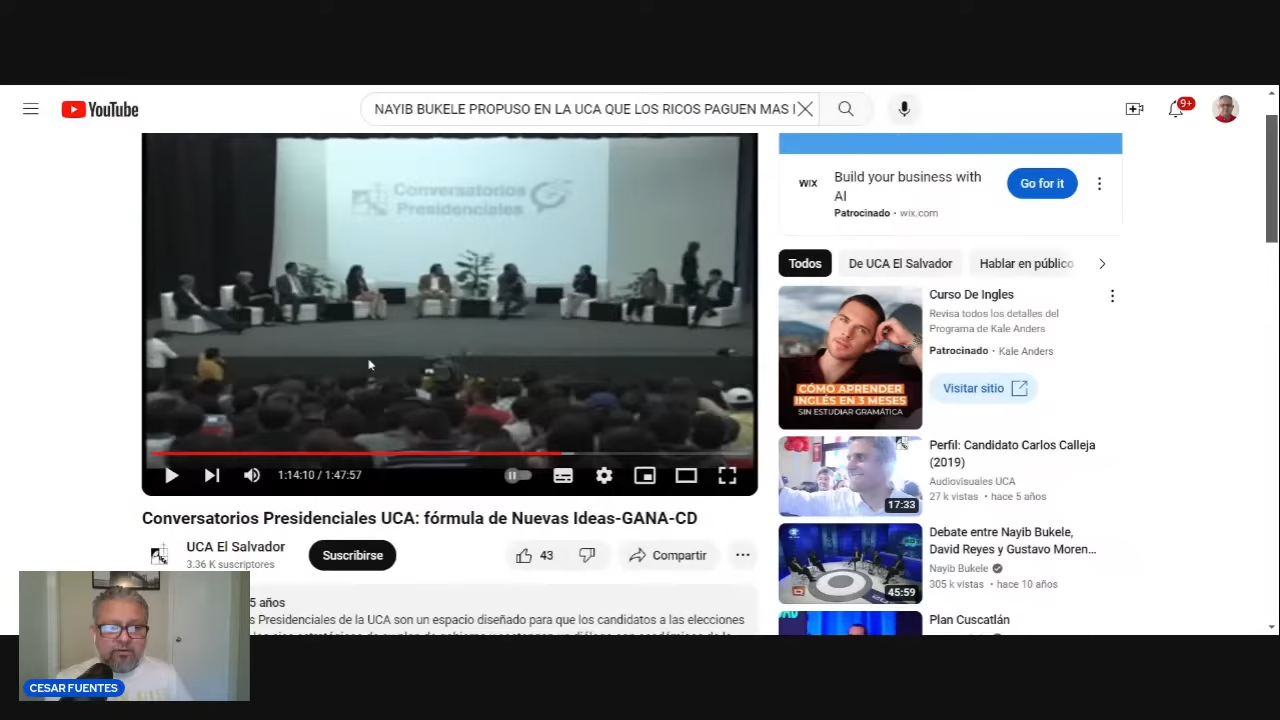 YouTube
NAYIB BUKELE PROPUSO EN LA UCA QUE LOS RICOS PAGUEN MAS I
9+
Conversatorios
Presidenciales
1:14:10 / 1:47:57
Conversatorios Presidenciales UCA: fórmula de Nuevas Ideas-GANA-CD
UCA El Salvador
3.36 K suscriptores
Suscribirse
43
Compartir
5 años
Presidenciales de la UCA son un espacio diseñado para que los candidatos a las elecciones
WIX
Build your business with
AI
Patrocinado · wix.com
Go for it
Todos
De UCA El Salvador
Hablar en público
CÓMO APRENDER
INGLÉS EN 3 MESES
SIN ESTUDIAR GRAMÁTICA
Curso De Ingles
Revisa todos los detalles del
Programa de Kale Anders
Patrocinado · Kale Anders
Visitar sitio
17:33
Perfil: Candidato Carlos Calleja
(2019)
Audiovisuales UCA
27 k vistas • hace 5 años
45:59
Debate entre Nayib Bukele,
David Reyes y Gustavo Moren...
Nayib Bukele
305 k vistas • hace 10 años
Plan Cuscatlán
CESAR FUENTES